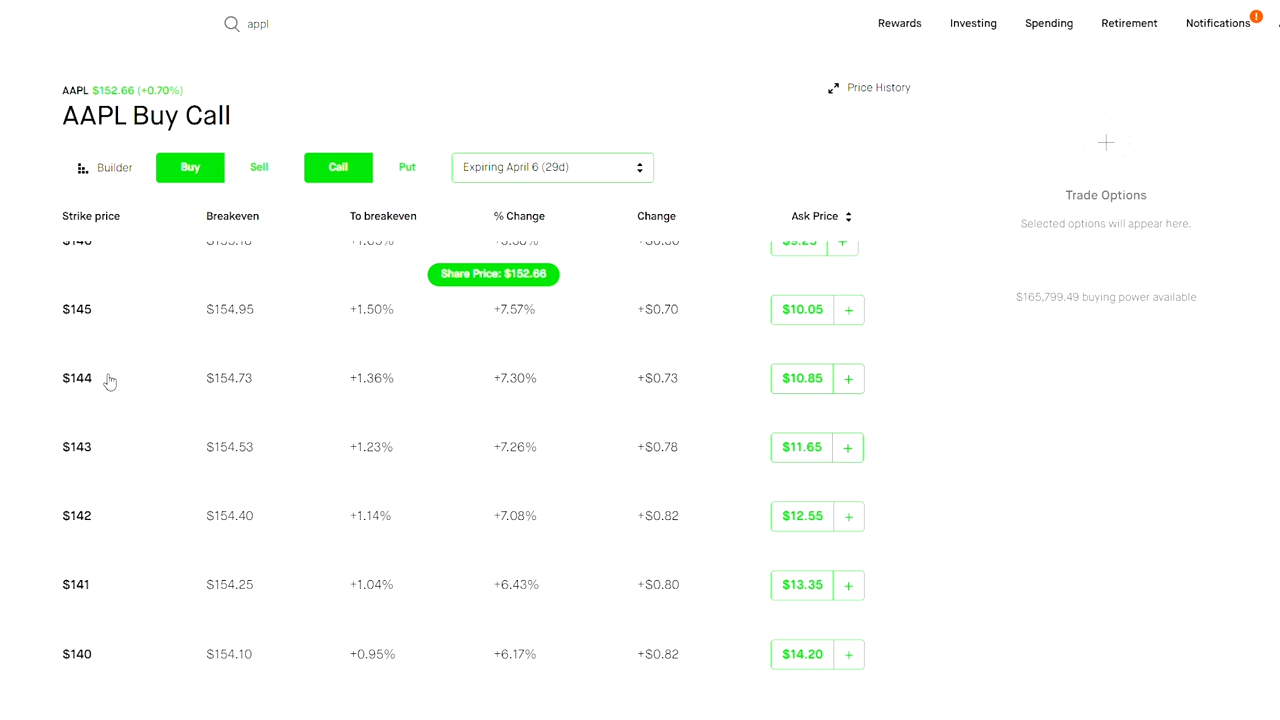 appl
Rewards Investing Spending Retirement Notifications !
AAPL $152.66 (+0.70%)
AAPL Buy Call
Price History
Builder Buy Sell Call Put Expiring April 6 (29d)
Trade Options
Strike price Breakeven To breakeven % Change Change Ask Price
Selected options will appear here.
$9.25 +
Share Price: $152.66
$165,799.49 buying power available
$145 $154.95 +1.50% +7.57% +$0.70 $10.05 +
$144 $154.73 +1.36% +7.30% +$0.73 $10.85 +
$143 $154.53 +1.23% +7.26% +$0.78 $11.65 +
$142 $154.40 +1.14% +7.08% +$0.82 $12.55 +
$141 $154.25 +1.04% +6.43% +$0.80 $13.35 +
$140 $154.10 +0.95% +6.17% +$0.82 $14.20 +